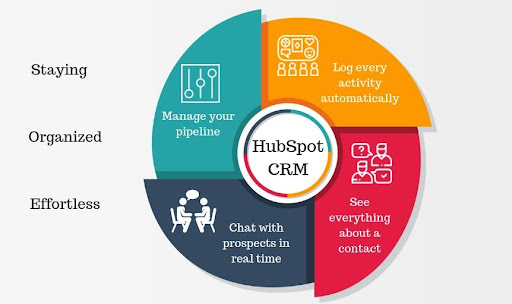 Staying
Organized
Effortless
Manage your
pipeline
Log every
activity
automatically
HubSpot
CRM
Chat with
prospects in
real time
See
everything
about a
contact